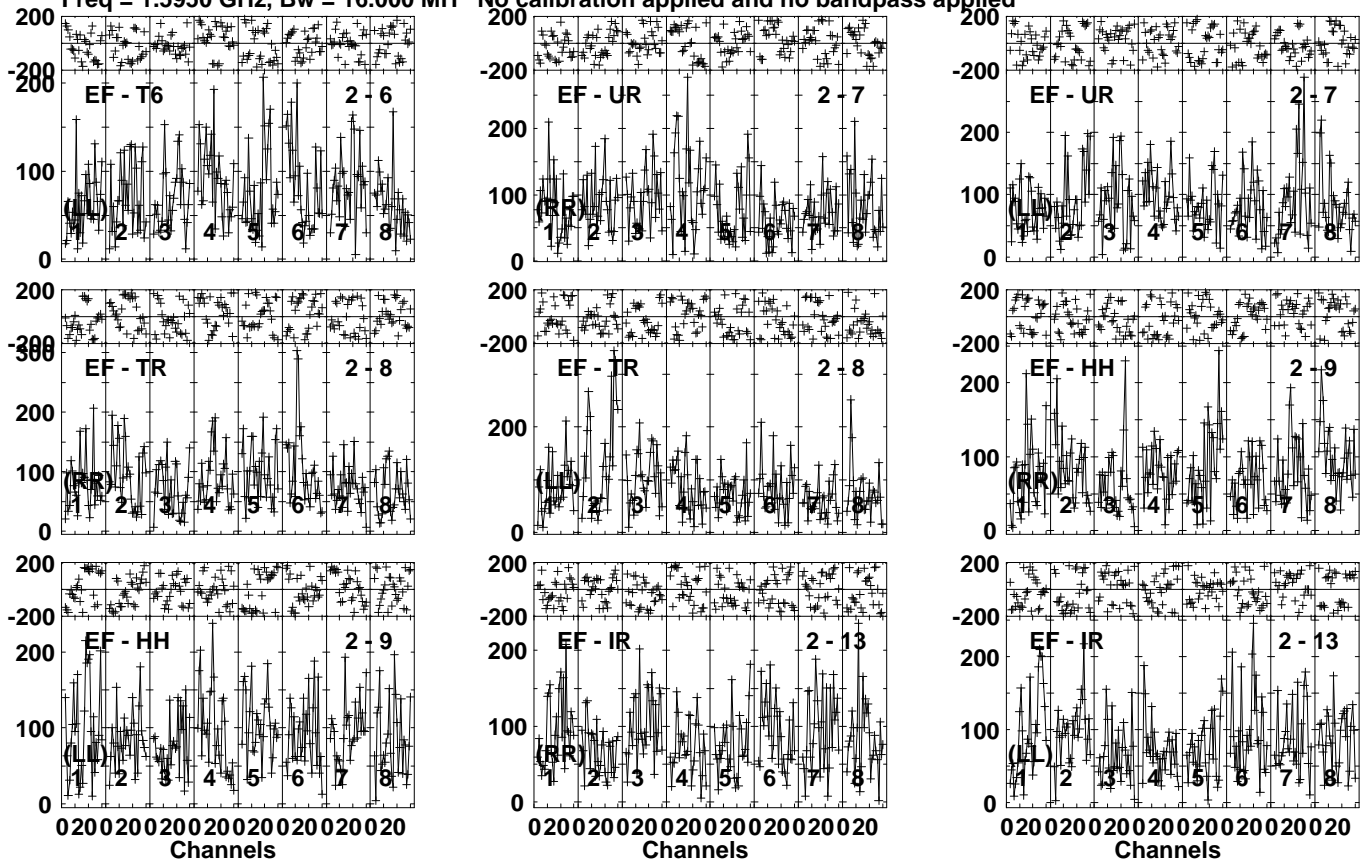 Freq = 1.5950 GHz, Bw = 16.000 MH No calibration applied and no bandpass applied
200 200 200
-200 -200 -200
200
EF - T6 2 - 6 EF - UR 2 - 7 EF - UR 2 - 7
200 200
100 100 100
(LL) (RR) (LL)
1 2 3 4 5 6 7 8 1 2 3 4 5 6 7 8 1 2 3 4 5 6 7 8
0 0 0
200 200 200
-200 -200 -200
300
EF - TR 2 - 8 EF - TR 2 - 8 EF - HH 2 - 9
200 200 200
100 100
(RR) (LL) (RR)
1 2 3 4 5 6 7 8 1 2 3 4 5 6 7 8 1 2 3 4 5 6 7 8
0 0 0
200 200 200
-200 -200 -200
EF - HH 2 - 9 EF - IR 2 - 13 EF - IR 2 - 13
200 200 200
100 100 100
(LL) (RR) (LL)
1 2 3 4 5 6 7 8 1 2 3 4 5 6 7 8 1 2 3 4 5 6 7 8
0 0 0
0 20 0 20 0 20 0 20 0 20 0 20 0 20 0 20 0 20 0 20 0 20 0 20 0 20 0 20 0 20 0 20 0 20 0 20 0 20 0 20 0 20 0 20 0 20 0 20
Channels Channels Channels